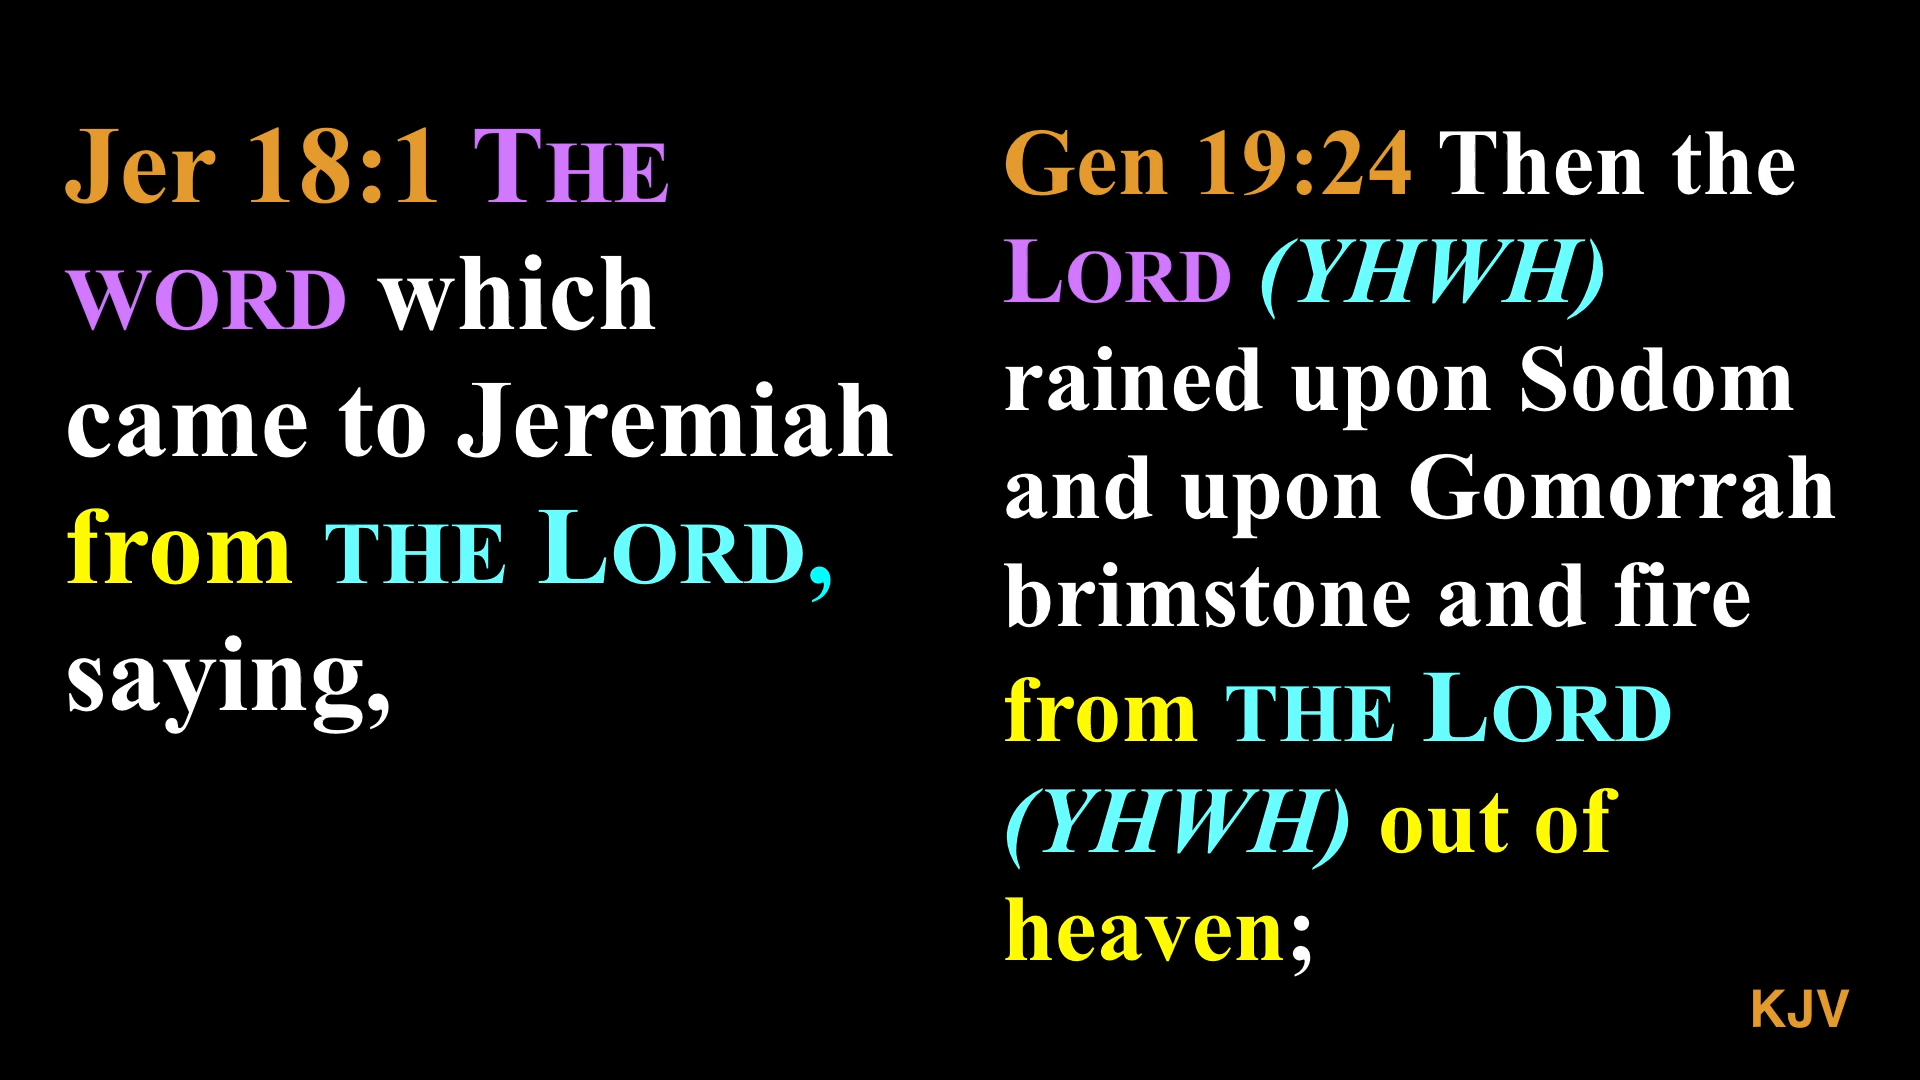 Jer 18:1 THE
WORD which
came to Jeremiah
from THE LORD,
saying,
Gen 19:24 Then the
LORD (YHWH)
rained upon Sodom
and upon Gomorrah
brimstone and fire
from THE LORD
(YHWH) out of
heaven;
KJV